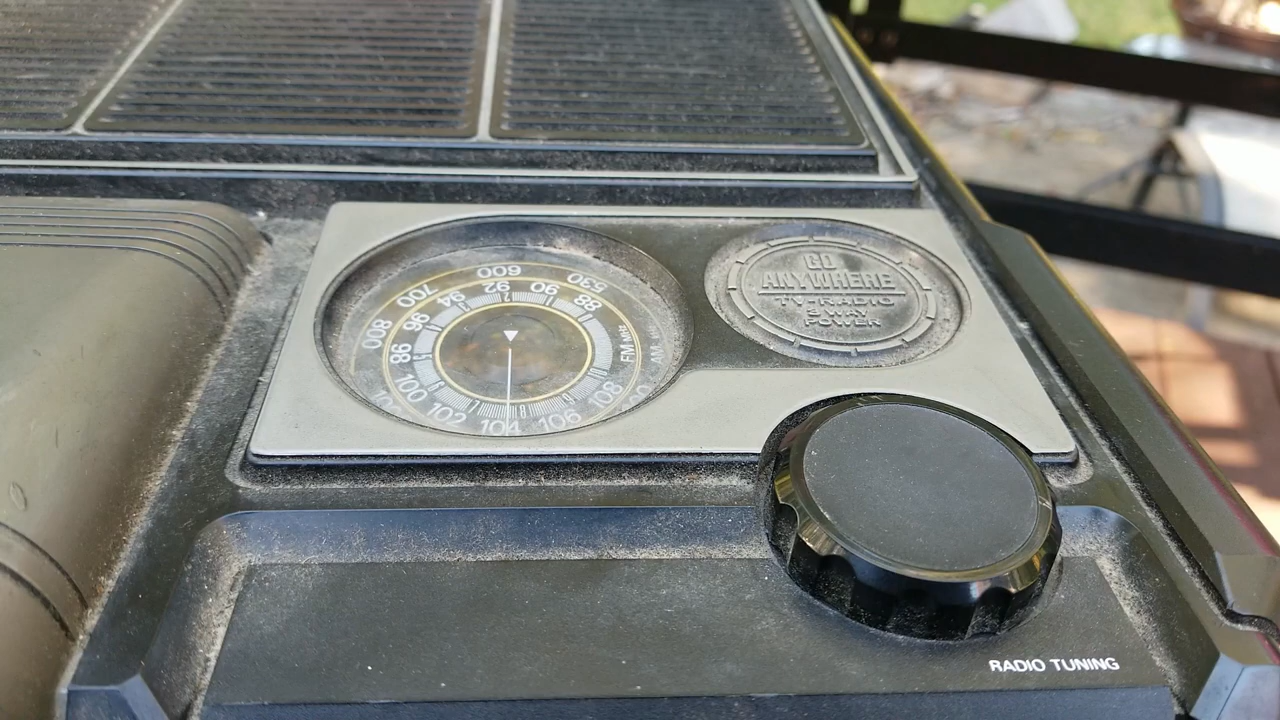 530
600
700
800
88
90
92
94
96
98
100
102
104
106
108
FM MHz
AM
GO
ANYWHERE
TV-RADIO
3 WAY
POWER
RADIO TUNING